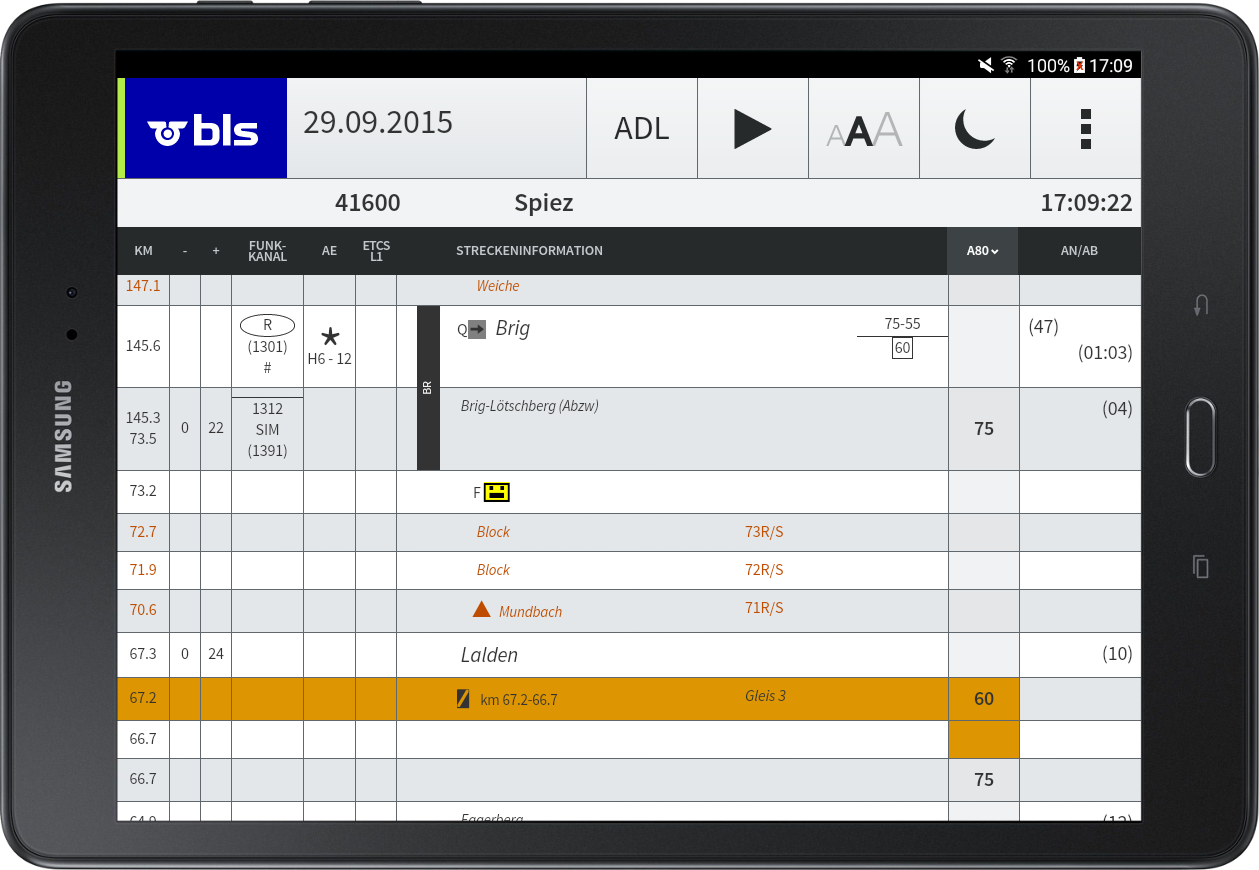 100% 17:09
bls 29.09.2015 ADL AAA
41600 Spiez 17:09:22
KM - + FUNK-KANAL AE ETCS L1 STRECKENINFORMATION A80 AN/AB
147.1 Weiche
145.6 R (1301) # H6 - 12 Q Brig 75-55 60 (47) (01:03)
BR
145.3 73.5 0 22 1312 SIM (1391) Brig-Lötschberg (Abzw) 75 (04)
73.2 F
72.7 Block 73R/S
71.9 Block 72R/S
70.6 Mundbach 71R/S
67.3 0 24 Lalden (10)
67.2 km 67.2-66.7 Gleis 3 60
66.7
66.7 75
SAMSUNG